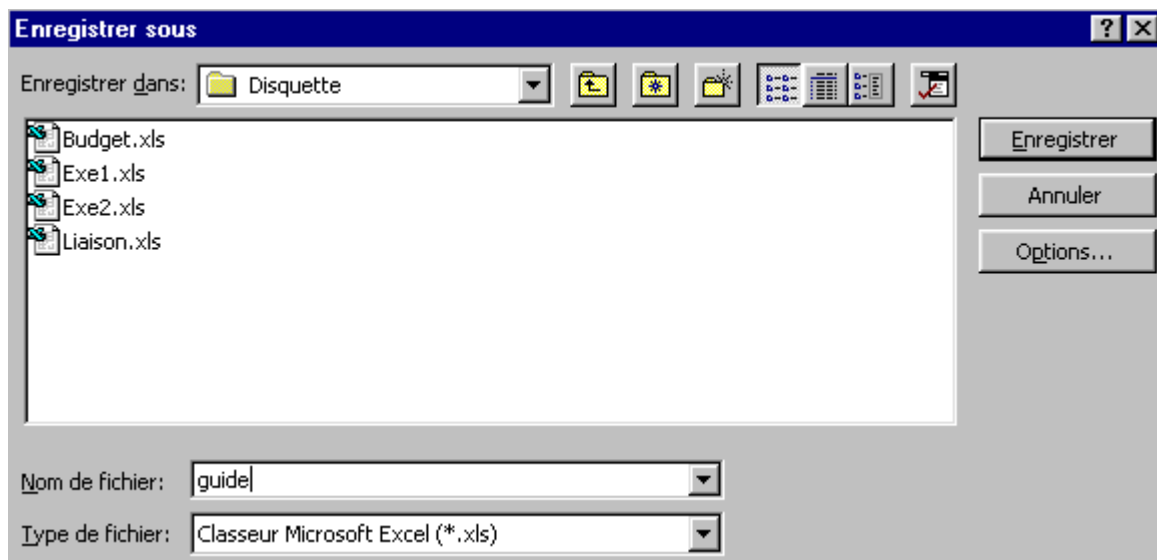 Enregistrer sous
Enregistrer dans: Disquette
Budget.xls
Exe1.xls
Exe2.xls
Liaison.xls
Enregistrer
Annuler
Options...
Nom de fichier: guide
Type de fichier: Classeur Microsoft Excel (*.xls)